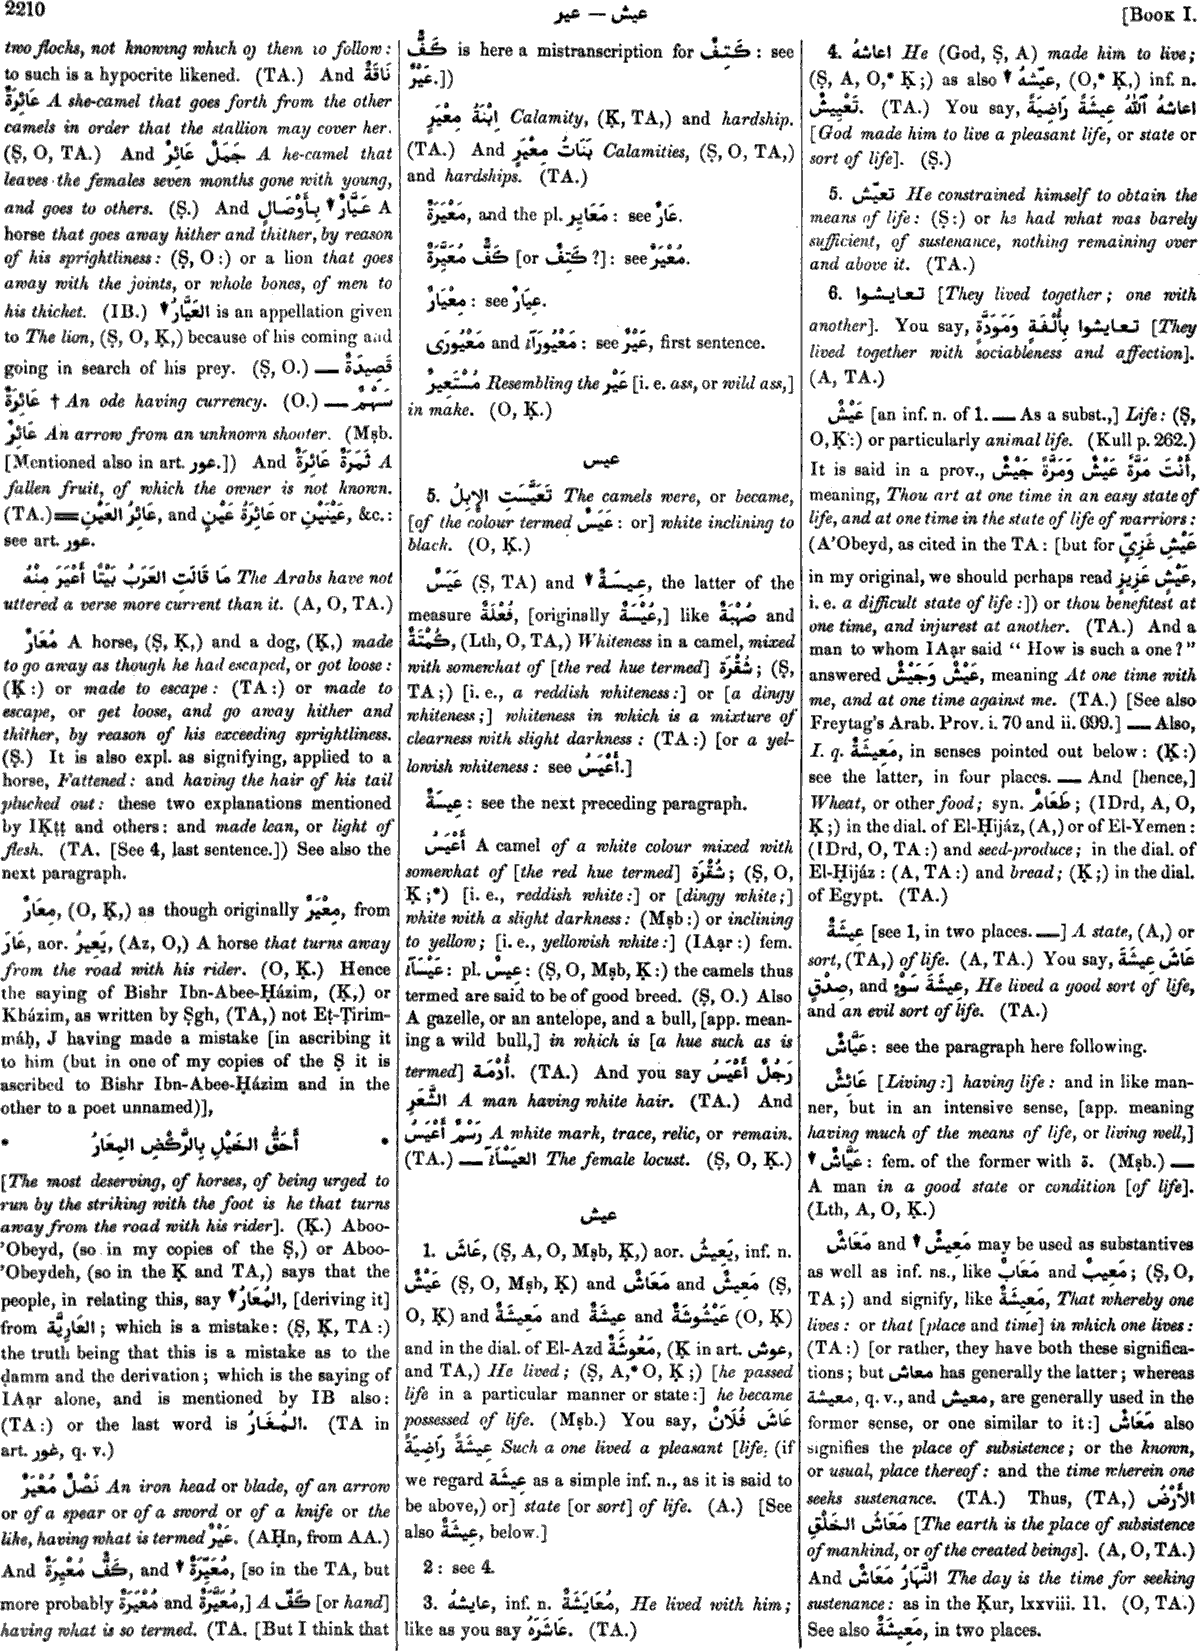 2210
عيش — عير
[Book I.
two flocks, not knowing which of them to follow :
to such is a hypocrite likened. (TA.) And نَاقَةٌ
عَائِرَةٌ A she-camel that goes forth from the other
camels in order that the stallion may cover her.
(Ṣ, O, TA.) And جَمَلٌ عَائِرٌ A he-camel that
leaves the females seven months gone with young,
and goes to others. (Ṣ.) And عَيَّارٌ بِأَوْصَالٍ ▼ A
horse that goes away hither and thither, by reason
of his sprightliness : (Ṣ, O :) or a lion that goes
away with the joints, or whole bones, of men to
his thicket. (IB.) ▼ العَيَّارُ is an appellation given
to The lion, (Ṣ, O, Ḳ,) because of his coming and
going in search of his prey. (Ṣ, O.) — قَصِيدَةٌ
عَائِرَةٌ † An ode having currency. (O.) — سَهْمٌ
عَائِرٌ An arrow from an unknown shooter. (Mṣb.
[Mentioned also in art. عور.]) And ثَمَرَةٌ عَائِرَةٌ A
fallen fruit, of which the owner is not known.
(TA.) = عَائِرُ العَيْنِ, and عَائِرَةُ عَيْنٍ or عَيْنَيْنِ, &c. :
see art. عور.
مَا قَالَتِ العَرَبُ بَيْتًا أَعْيَرَ مِنْهُ The Arabs have not
uttered a verse more current than it. (A, O, TA.)
مُعَارٌ A horse, (Ṣ, Ḳ,) and a dog, (Ḳ,) made
to go away as though he had escaped, or got loose :
(Ḳ :) or made to escape : (TA :) or made to
escape, or get loose, and go away hither and
thither, by reason of his exceeding sprightliness.
(Ṣ.) It is also expl. as signifying, applied to a
horse, Fattened : and having the hair of his tail
plucked out : these two explanations mentioned
by IḲṭṭ and others : and made lean, or light of
flesh. (TA. [See 4, last sentence.]) See also the
next paragraph.
مِعَارٌ, (O, Ḳ,) as though originally مِعْيَرٌ, from
عَارَ, aor. يَعِيرُ, (Az, O,) A horse that turns away
from the road with his rider. (O, Ḳ.) Hence
the saying of Bishr Ibn-Abee-Ḥázim, (Ḳ,) or
Kházim, as written by Ṣgh, (TA,) not Eṭ-Ṭirim-
máḥ, J having made a mistake [in ascribing it
to him (but in one of my copies of the Ṣ it is
ascribed to Bishr Ibn-Abee-Ḥázim and in the
other to a poet unnamed)],
* أَحَقُّ الخَيْلِ بِالرَّكْضِ المِعَارُ *
[The most deserving, of horses, of being urged to
run by the striking with the foot is he that turns
away from the road with his rider]. (Ḳ.) Aboo-
'Obeyd, (so in my copies of the Ṣ,) or Aboo-
'Obeydeh, (so in the Ḳ and TA,) says that the
people, in relating this, say ▼ المُعَارُ, [deriving it]
from العَارِيَّة ; which is a mistake : (Ṣ, Ḳ, TA :)
the truth being that this is a mistake as to the
ḍamm and the derivation ; which is the saying of
IAạr alone, and is mentioned by IB also :
(TA :) or the last word is المُغَارُ. (TA in
art. غور, q. v.)
نَصْلٌ مُعْيَرٌ An iron head or blade, of an arrow
or of a spear or of a sword or of a knife or the
like, having what is termed عَيْرٌ. (AḤn, from AA.)
And كَفٌّ مُعْيِرَةٌ, and ▼ مُعَيِّرَةٌ, [so in the TA, but
more probably مُعْيَرَةٌ and مُعَيَّرَةٌ,] A كَفّ [or hand]
having what is so termed. (TA. [But I think that
كَفٌّ is here a mistranscription for كَتِفٌ : see
عَيْرٌ.])
اِبْنَةُ مِعْيَرٍ Calamity, (Ḳ, TA,) and hardship.
(TA.) And بَنَاتُ مِعْيَرٍ Calamities, (Ṣ, O, TA,)
and hardships. (TA.)
مَعْيَرَةٌ, and the pl. مَعَايِر : see عَارٌ.
كَفٌّ مُعَيَّرَةٌ [or كَتِفٌ ?] : see مُعْيَرٌ.
مِعْيَارٌ : see عِيَارٌ.
مَعْيُورَى and مَعْيُورَآءُ : see عَيْرٌ, first sentence.
مُسْتَعِيرٌ Resembling the عَيْر [i. e. ass, or wild ass,]
in make. (O, Ḳ.)
عيس
5. تَعَيَّسَتِ الإِبِلُ The camels were, or became,
[of the colour termed عَيَسٌ : or] white inclining to
black. (O, Ḳ.)
عَيَسٌ (Ṣ, TA) and ▼ عِيسَةٌ, the latter of the
measure فُعْلَةٌ, [originally عُيْسَةٌ,] like صُهْبَةٌ and
كُمْتَةٌ, (Lth, O, TA,) Whiteness in a camel, mixed
with somewhat of [the red hue termed] شُقْرَة ; (Ṣ,
TA ;) [i. e., a reddish whiteness :] or [a dingy
whiteness ;] whiteness in which is a mixture of
clearness with slight darkness : (TA :) [or a yel-
lowish whiteness : see أَعْيَسُ.]
عِيسَةٌ : see the next preceding paragraph.
أَعْيَسُ A camel of a white colour mixed with
somewhat of [the red hue termed] شُقْرَة ; (Ṣ, O,
Ḳ ;*) [i. e., reddish white :] or [dingy white ;]
white with a slight darkness : (Mṣb :) or inclining
to yellow ; [i. e., yellowish white :] (IAạr :) fem.
عَيْسَآءُ : pl. عِيسٌ : (Ṣ, O, Mṣb, Ḳ :) the camels thus
termed are said to be of good breed. (Ṣ, O.) Also
A gazelle, or an antelope, and a bull, [app. mean-
ing a wild bull,] in which is [a hue such as is
termed] أُدْمَة. (TA.) And you say رَجُلٌ أَعْيَسُ
الشَّعَرِ A man having white hair. (TA.) And
رَسْمٌ أَعْيَسُ A white mark, trace, relic, or remain.
(TA.) — العَيْسَآءُ The female locust. (Ṣ, O, Ḳ.)
عيش
1. عَاشَ, (Ṣ, A, O, Mṣb, Ḳ,) aor. يَعِيشُ, inf. n.
عَيْشٌ (Ṣ, O, Mṣb, Ḳ) and مَعَاشٌ and مَعِيشٌ (Ṣ,
O, Ḳ) and مَعِيشَةٌ and عِيشَةٌ and عَيْشُوشَةٌ (O, Ḳ)
and in the dial. of El-Azd مَعُوشَةٌ, (Ḳ in art. عوش,
and TA,) He lived ; (Ṣ, A,* O, Ḳ ;) [he passed
life in a particular manner or state :] he became
possessed of life. (Mṣb.) You say, عَاشَ فُلَانٌ
عِيشَةً رَاضِيَةً Such a one lived a pleasant [life, (if
we regard عيشة as a simple inf. n., as it is said to
be above,) or] state [or sort] of life. (A.) [See
also عِيشَةٌ, below.]
2 : see 4.
3. عايشهُ, inf. n. مُعَايَشَةٌ, He lived with him ;
like as you say عَاشَرَهُ. (TA.)
4. اعاشهُ He (God, Ṣ, A) made him to live ;
(Ṣ, A, O,* Ḳ ;) as also ▼ عيّشهُ, (O,* Ḳ,) inf. n.
تَعْيِيشٌ. (TA.) You say, اعاشهُ ٱللّٰهُ عِيشَةً رَاضِيَةً
[God made him to live a pleasant life, or state or
sort of life]. (Ṣ.)
5. تعيّش He constrained himself to obtain the
means of life : (Ṣ :) or he had what was barely
sufficient, of sustenance, nothing remaining over
and above it. (TA.)
6. تعايشوا [They lived together ; one with
another]. You say, تعايشوا بِأُلْفَةٍ وَمَوَدَّةٍ [They
lived together with sociableness and affection].
(A, TA.)
عَيْشٌ [an inf. n. of 1. — As a subst.,] Life : (Ṣ,
O, Ḳ :) or particularly animal life. (Kull p. 262.)
It is said in a prov., أَنْتَ مَرَّةً عَيْشٌ وَمَرَّةً جَيْشٌ,
meaning, Thou art at one time in an easy state of
life, and at one time in the state of life of warriors :
(A'Obeyd, as cited in the TA : [but for عَيْشِ غَزِيٍّ
in my original, we should perhaps read عَيْشٍ عَزِيزٍ,
i. e. a difficult state of life :]) or thou benefitest at
one time, and injurest at another. (TA.) And a
man to whom IAạr said “ How is such a one ? ”
answered عَيْشٌ وَجَيْشٌ, meaning At one time with
me, and at one time against me. (TA.) [See also
Freytag's Arab. Prov. i. 70 and ii. 699.] — Also,
I. q. مَعِيشَةٌ, in senses pointed out below : (Ḳ :)
see the latter, in four places. — And [hence,]
Wheat, or other food ; syn. طَعَامٌ ; (IDrd, A, O,
Ḳ ;) in the dial. of El-Ḥijáz, (A,) or of El-Yemen :
(IDrd, O, TA :) and seed-produce ; in the dial. of
El-Ḥijáz : (A, TA :) and bread ; (Ḳ ;) in the dial.
of Egypt. (TA.)
عِيشَةٌ [see 1, in two places. —] A state, (A,) or
sort, (TA,) of life. (A, TA.) You say, عَاشَ عِيشَةَ
صِدْقٍ, and عِيشَةَ سَوْءٍ, He lived a good sort of life,
and an evil sort of life. (TA.)
عَيَّاشٌ : see the paragraph here following.
عَائِشٌ [Living :] having life : and in like man-
ner, but in an intensive sense, [app. meaning
having much of the means of life, or living well,]
▼ عَيَّاشٌ : fem. of the former with ة. (Mṣb.) —
A man in a good state or condition [of life].
(Lth, A, O, Ḳ.)
مَعَاشٌ and ▼ مَعِيشٌ may be used as substantives
as well as inf. ns., like مَعَابٌ and مَعِيبٌ ; (Ṣ, O,
TA ;) and signify, like مَعِيشَةٌ, That whereby one
lives : or that [place and time] in which one lives :
(TA :) [or rather, they have both these significa-
tions ; but معاش has generally the latter ; whereas
معيشة, q. v., and معيش, are generally used in the
former sense, or one similar to it :] مَعَاشٌ also
signifies the place of subsistence ; or the known,
or usual, place thereof : and the time wherein one
seeks sustenance. (TA.) Thus, (TA,) الأَرْضُ
مَعَاشُ الخَلْقِ [The earth is the place of subsistence
of mankind, or of the created beings]. (A, O, TA.)
And النَّهَارُ مَعَاشٌ The day is the time for seeking
sustenance : as in the Ḳur, lxxviii. 11. (O, TA.)
See also مَعِيشَةٌ, in two places.